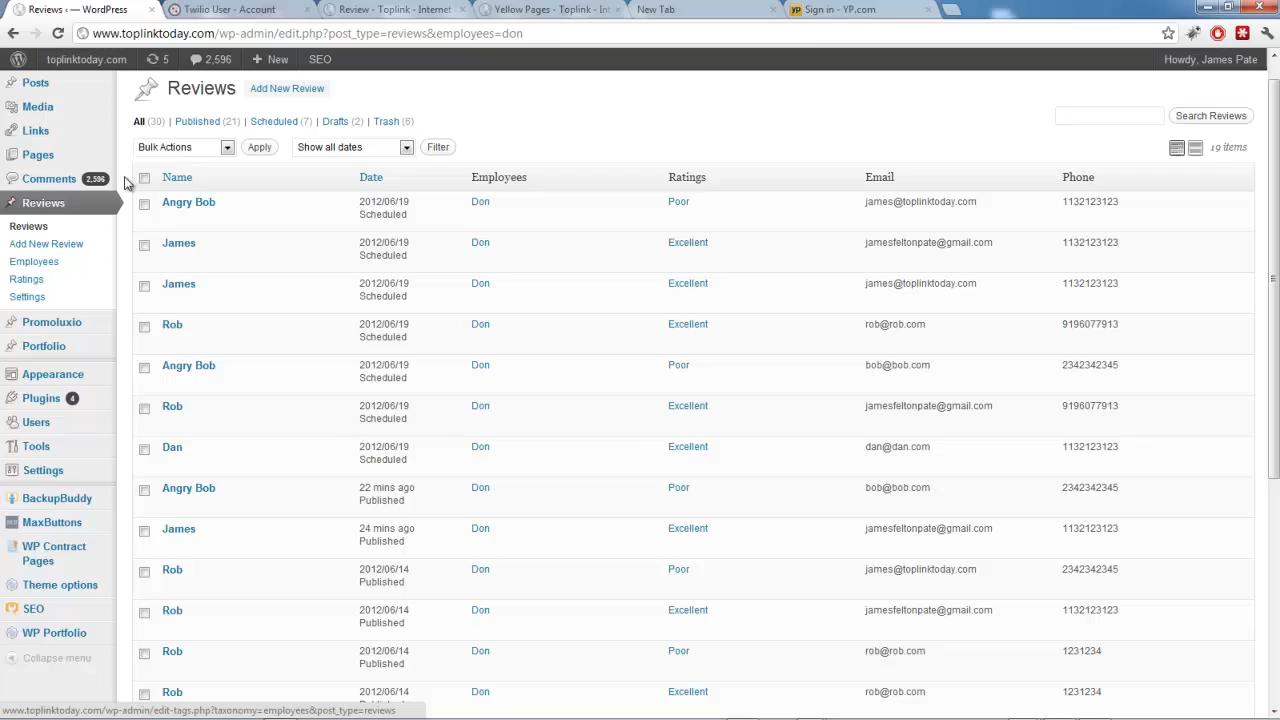 Reviews ‹ — WordPress
Twilio User - Account
Review - Toplink - Internet
Yellow Pages - Toplink - Int
New Tab
Sign in - YP.com
www.toplinktoday.com/wp-admin/edit.php?post_type=reviews&employees=don
toplinktoday.com 5 2,596 + New SEO Howdy, James Pate
Posts
Media
Links
Pages
Comments 2,596
Reviews
Reviews
Add New Review
Employees
Ratings
Settings
Promoluxio
Portfolio
Appearance
Plugins 4
Users
Tools
Settings
BackupBuddy
MaxButtons
WP Contract
Pages
Theme options
SEO
WP Portfolio
Collapse menu
Reviews Add New Review
All (30) | Published (21) | Scheduled (7) | Drafts (2) | Trash (6)
Search Reviews
Bulk Actions Apply Show all dates Filter 19 items
Name Date Employees Ratings Email Phone
Angry Bob 2012/06/19 Don Poor james@toplinktoday.com 1132123123
Scheduled
James 2012/06/19 Don Excellent jamesfeltonpate@gmail.com 1132123123
Scheduled
James 2012/06/19 Don Excellent james@toplinktoday.com 1132123123
Scheduled
Rob 2012/06/19 Don Excellent rob@rob.com 9196077913
Scheduled
Angry Bob 2012/06/19 Don Poor bob@bob.com 2342342345
Scheduled
Rob 2012/06/19 Don Excellent jamesfeltonpate@gmail.com 9196077913
Scheduled
Dan 2012/06/19 Don Excellent dan@dan.com 1132123123
Scheduled
Angry Bob 22 mins ago Don Poor bob@bob.com 2342342345
Published
James 24 mins ago Don Excellent jamesfeltonpate@gmail.com 1132123123
Published
Rob 2012/06/14 Don Poor james@toplinktoday.com 2342342345
Published
Rob 2012/06/14 Don Excellent jamesfeltonpate@gmail.com 1132123123
Published
Rob 2012/06/14 Don Poor rob@rob.com 1231234
Published
Rob 2012/06/14 Don Excellent rob@rob.com 1231234
www.toplinktoday.com/wp-admin/edit-tags.php?taxonomy=employees&post_type=reviews